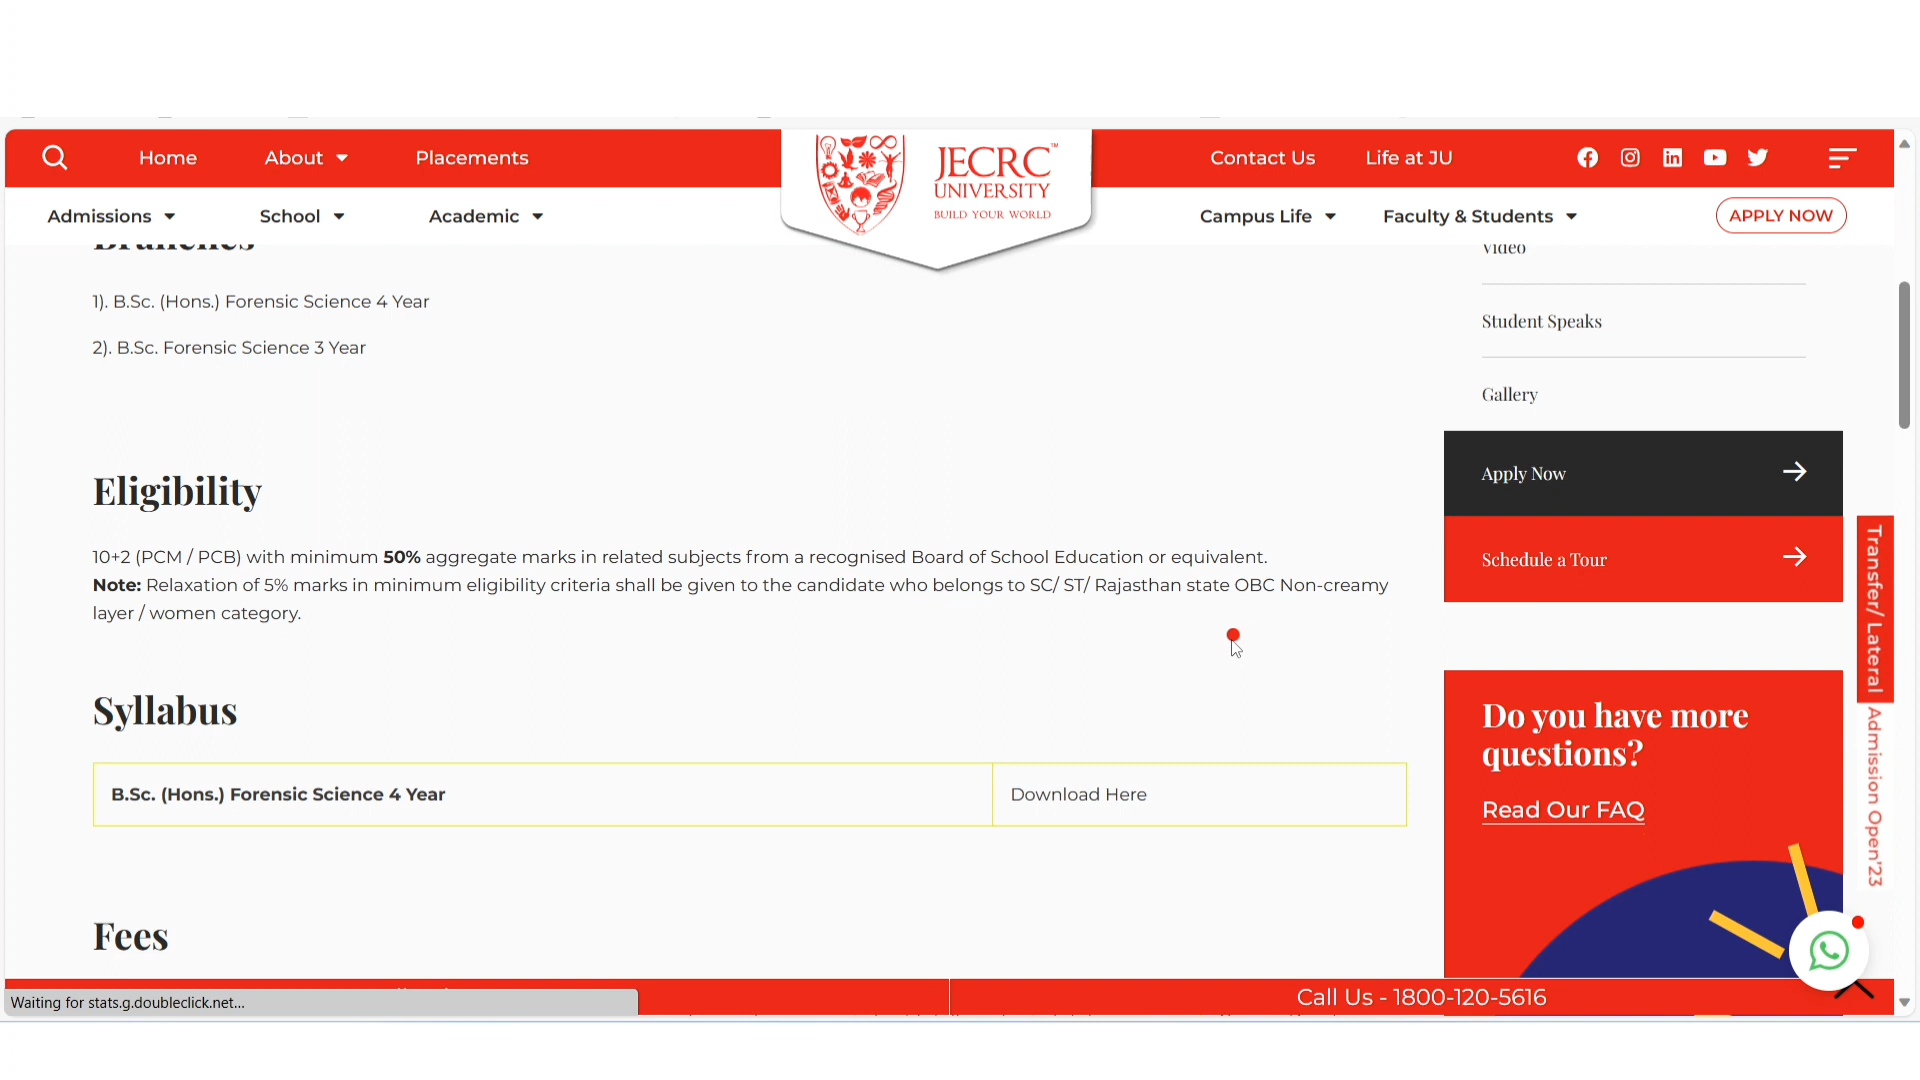 Home
About
Placements
JECRC
UNIVERSITY
BUILD YOUR WORLD
Contact Us
Life at JU
Admissions
School
Academic
Campus Life
Faculty & Students
APPLY NOW
Branches
1). B.Sc. (Hons.) Forensic Science 4 Year
2). B.Sc. Forensic Science 3 Year
Eligibility
10+2 (PCM / PCB) with minimum 50% aggregate marks in related subjects from a recognised Board of School Education or equivalent.
Note: Relaxation of 5% marks in minimum eligibility criteria shall be given to the candidate who belongs to SC/ ST/ Rajasthan state OBC Non-creamy
layer / women category.
Syllabus
B.Sc. (Hons.) Forensic Science 4 Year
Download Here
Fees
Video
Student Speaks
Gallery
Apply Now
Schedule a Tour
Do you have more
questions?
Read Our FAQ
Transfer/ Lateral
Admission Open'23
Waiting for stats.g.doubleclick.net...
Call Us - 1800-120-5616